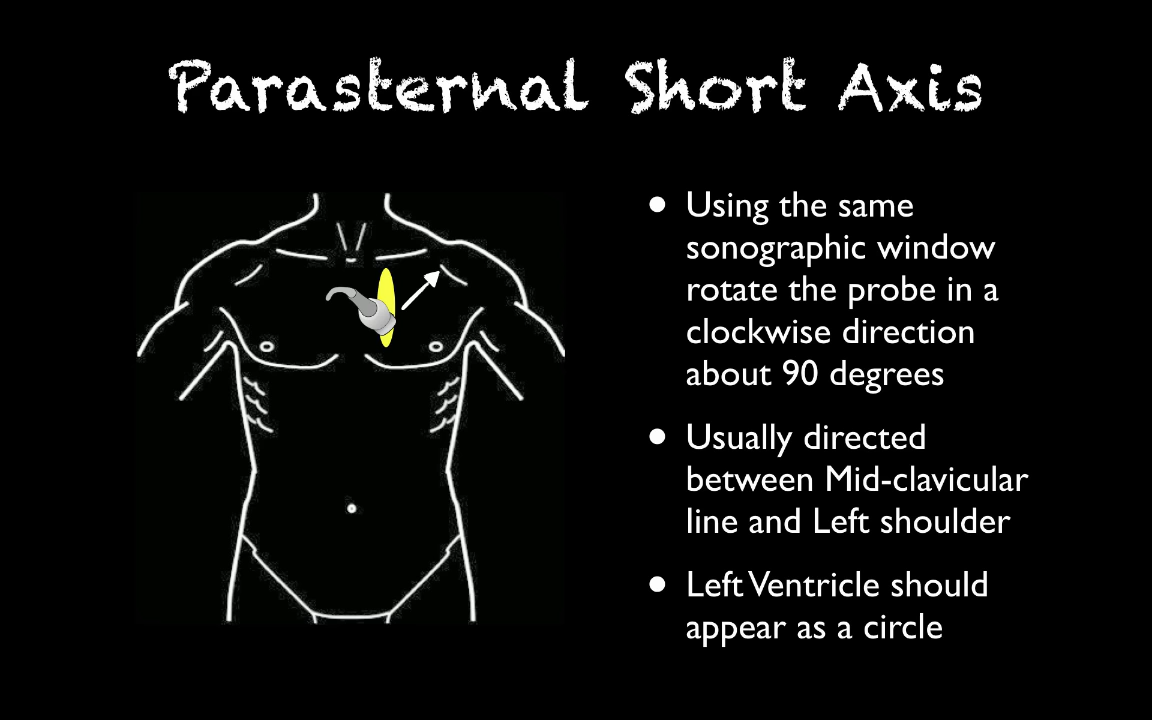 Parasternal Short Axis
• Using the same
sonographic window
rotate the probe in a
clockwise direction
about 90 degrees
• Usually directed
between Mid-clavicular
line and Left shoulder
• Left Ventricle should
appear as a circle